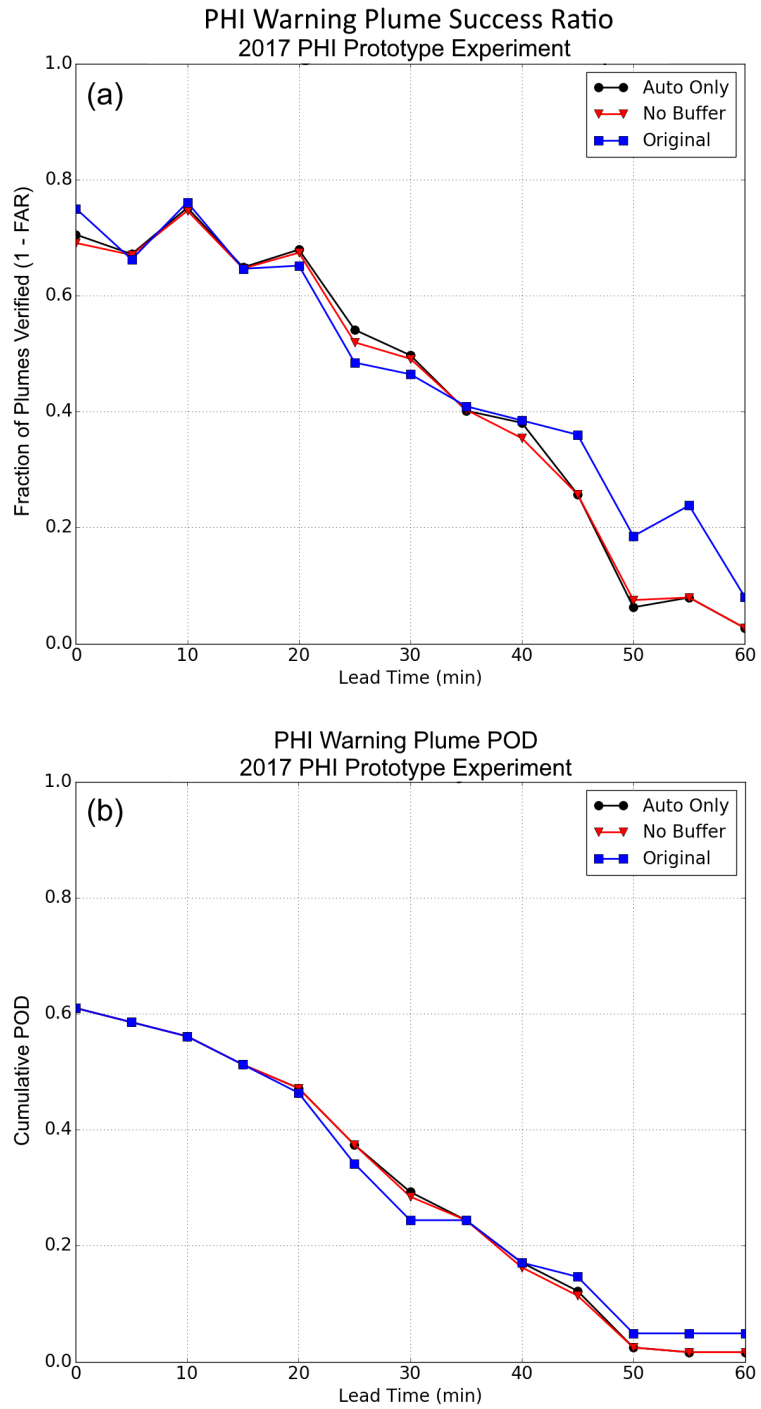 PHI Warning Plume Success Ratio
2017 PHI Prototype Experiment
(a)
Auto Only
No Buffer
Original
Fraction of Plumes Verified (1 - FAR)
1.0
0.8
0.6
0.4
0.2
0.0
0 10 20 30 40 50 60
Lead Time (min)
PHI Warning Plume POD
2017 PHI Prototype Experiment
(b)
Auto Only
No Buffer
Original
Cumulative POD
1.0
0.8
0.6
0.4
0.2
0.0
0 10 20 30 40 50 60
Lead Time (min)